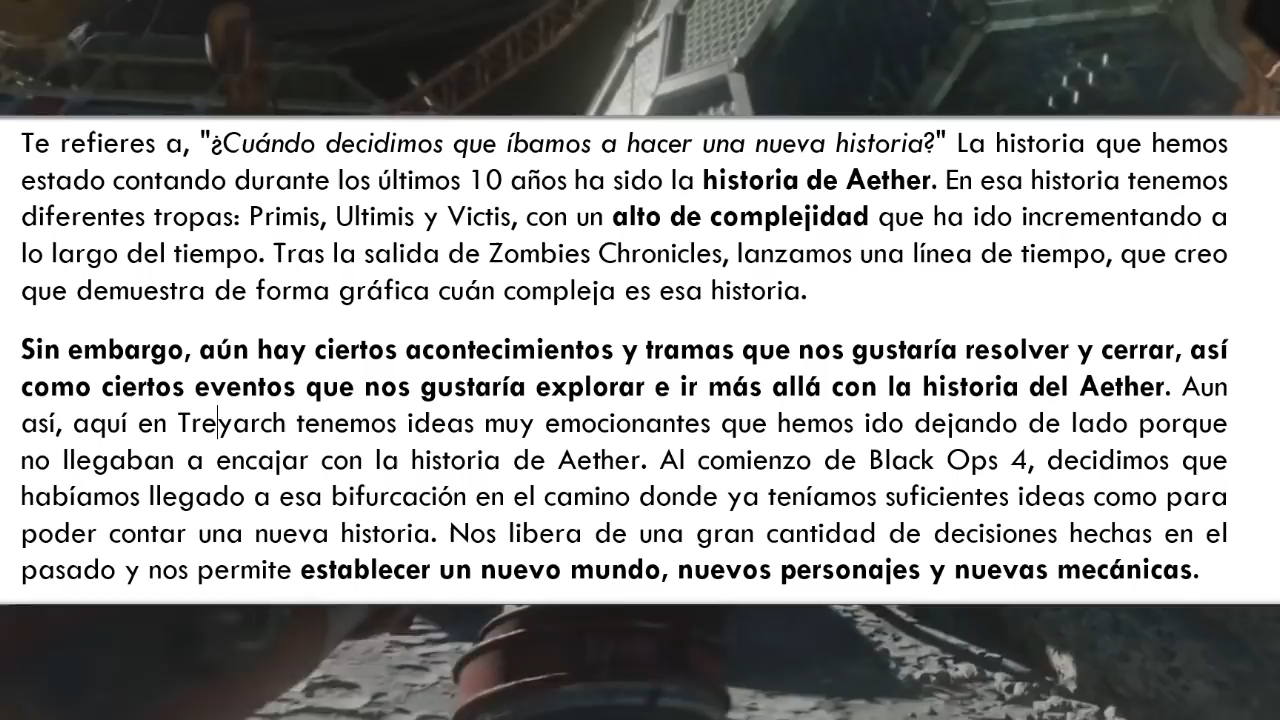 Te refieres a, "¿Cuándo decidimos que íbamos a hacer una nueva historia?" La historia que hemos
estado contando durante los últimos 10 años ha sido la historia de Aether. En esa historia tenemos
diferentes tropas: Primis, Ultimis y Victis, con un alto de complejidad que ha ido incrementando a
lo largo del tiempo. Tras la salida de Zombies Chronicles, lanzamos una línea de tiempo, que creo
que demuestra de forma gráfica cuán compleja es esa historia.
Sin embargo, aún hay ciertos acontecimientos y tramas que nos gustaría resolver y cerrar, así
como ciertos eventos que nos gustaría explorar e ir más allá con la historia del Aether. Aun
así, aquí en Treyarch tenemos ideas muy emocionantes que hemos ido dejando de lado porque
no llegaban a encajar con la historia de Aether. Al comienzo de Black Ops 4, decidimos que
habíamos llegado a esa bifurcación en el camino donde ya teníamos suficientes ideas como para
poder contar una nueva historia. Nos libera de una gran cantidad de decisiones hechas en el
pasado y nos permite establecer un nuevo mundo, nuevos personajes y nuevas mecánicas.